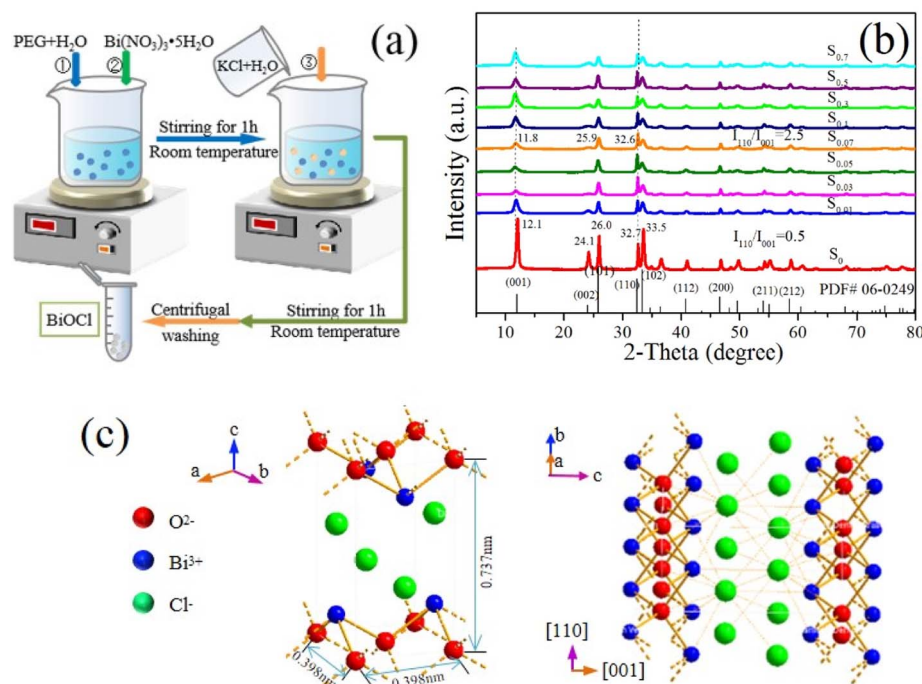 (a)
PEG+H₂O
Bi(NO₃)₃•5H₂O
①
②
KCl+H₂O
③
Stirring for 1h
Room temperature
BiOCl
Centrifugal
washing
Stirring for 1h
Room temperature
(b)
Intensity (a.u.)
S₀.₇
S₀.₅
S₀.₃
S₀.₁
11.8
25.9
32.6
I₁₁₀/I₀₀₁=2.5
S₀.₀₇
S₀.₀₅
S₀.₀₃
S₀.₀₁
12.1
24.1
26.0
32.7
33.5
I₁₁₀/I₀₀₁=0.5
S₀
(001)
(002)
(101)
(110)
(102)
(112)
(200)
(211)
(212)
PDF# 06-0249
10 20 30 40 50 60 70 80
2-Theta (degree)
(c)
c
a
b
O²⁻
Bi³⁺
Cl⁻
0.737nm
0.398nm
0.398nm
b
a
c
[110]
[001]